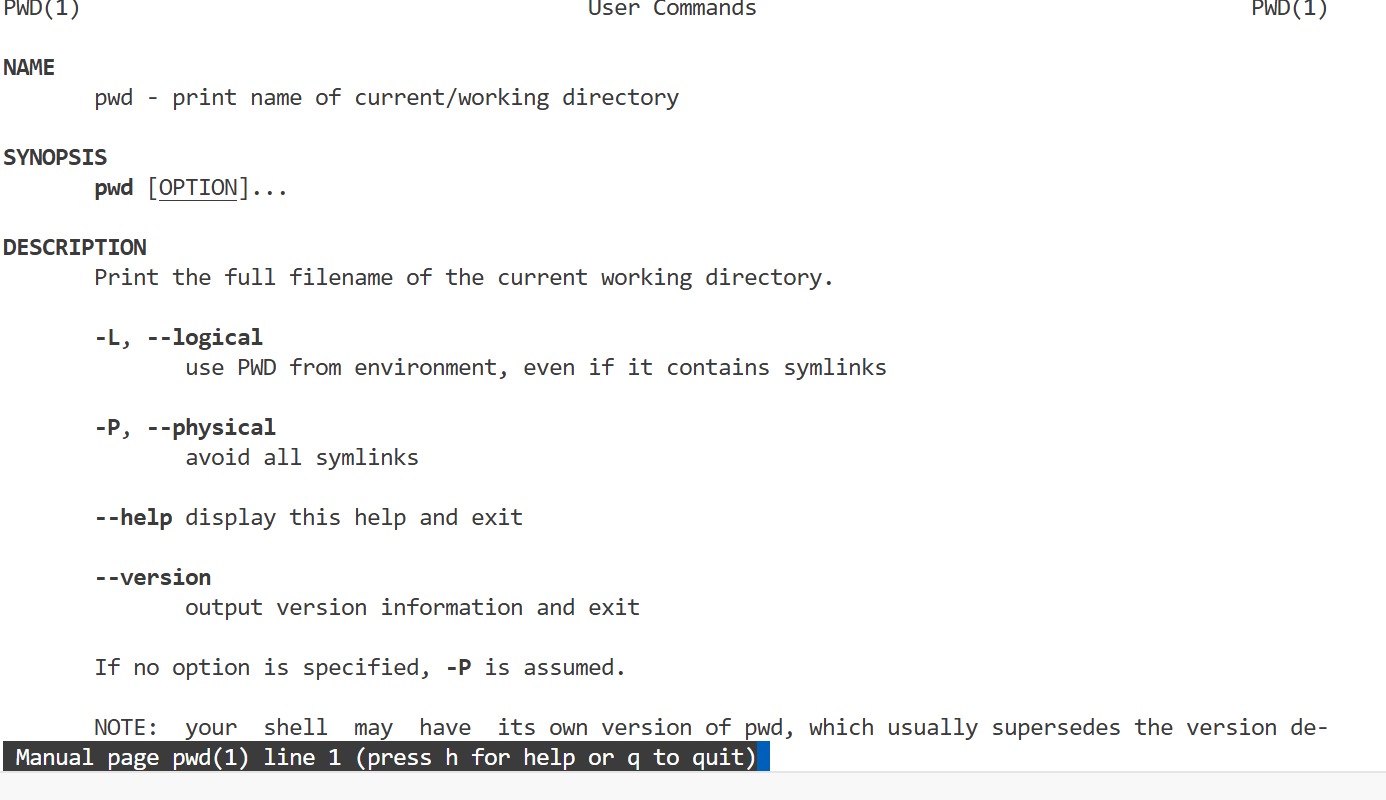 PWD(1) User Commands PWD(1)
NAME
pwd - print name of current/working directory
SYNOPSIS
pwd [OPTION]...
DESCRIPTION
Print the full filename of the current working directory.
-L, --logical
use PWD from environment, even if it contains symlinks
-P, --physical
avoid all symlinks
--help display this help and exit
--version
output version information and exit
If no option is specified, -P is assumed.
NOTE: your shell may have its own version of pwd, which usually supersedes the version de-
Manual page pwd(1) line 1 (press h for help or q to quit)